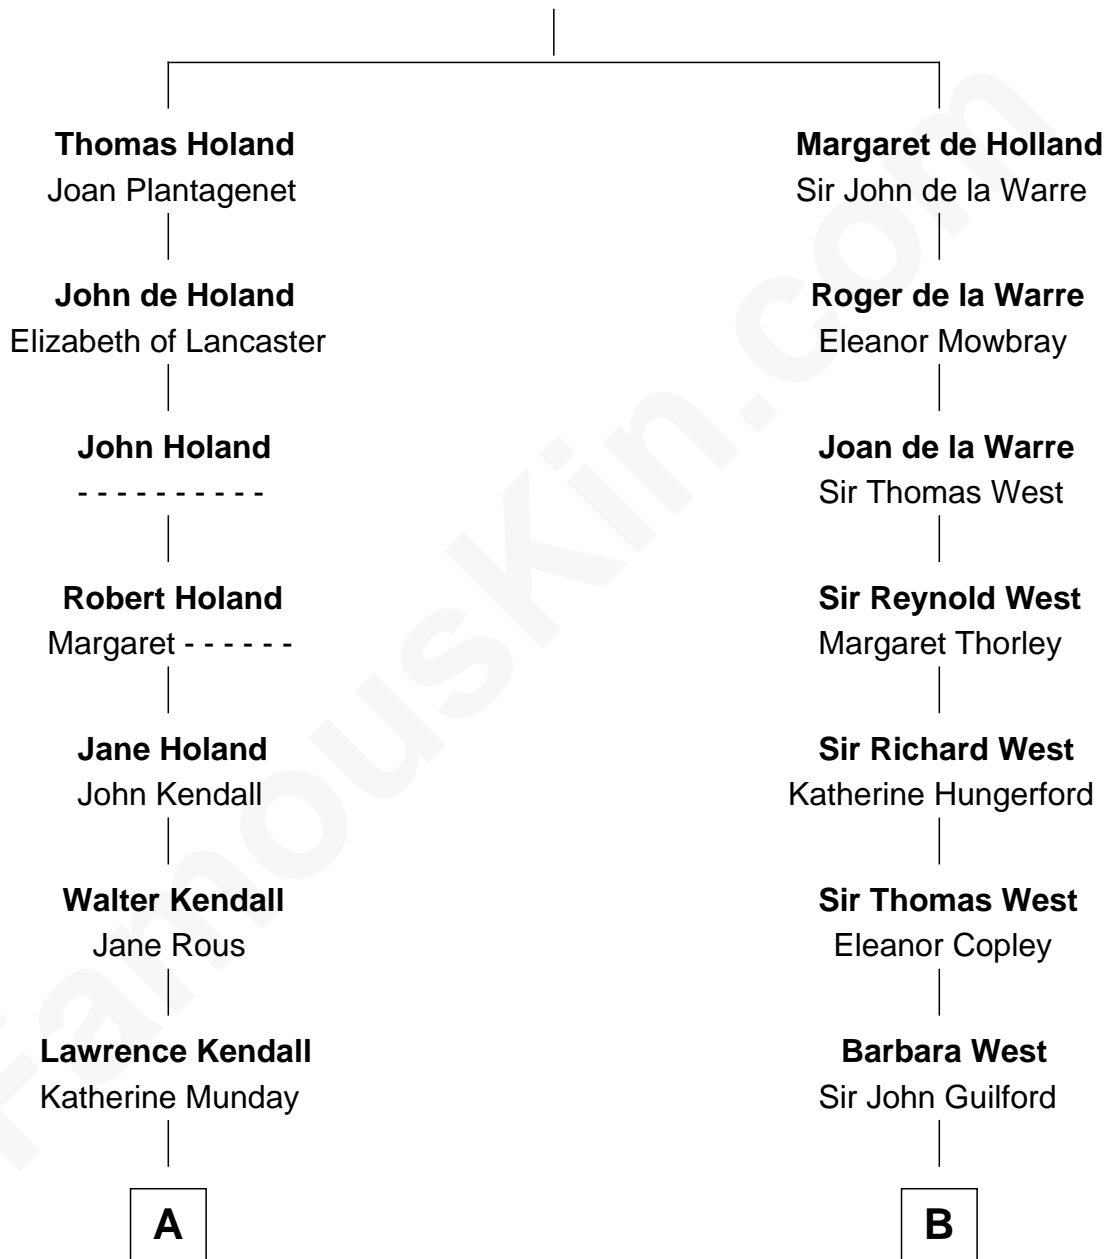 Thomas Holand
Joan Plantagenet
John de Holand
Elizabeth of Lancaster
John Holand
- - - - - - - - - -
Robert Holand
Margaret - - - - - -
Jane Holand
John Kendall
Walter Kendall
Jane Rous
Lawrence Kendall
Katherine Munday
A
Margaret de Holland
Sir John de la Warre
Roger de la Warre
Eleanor Mowbray
Joan de la Warre
Sir Thomas West
Sir Reynold West
Margaret Thorley
Sir Richard West
Katherine Hungerford
Sir Thomas West
Eleanor Copley
Barbara West
Sir John Guilford
B
FamousKin.com